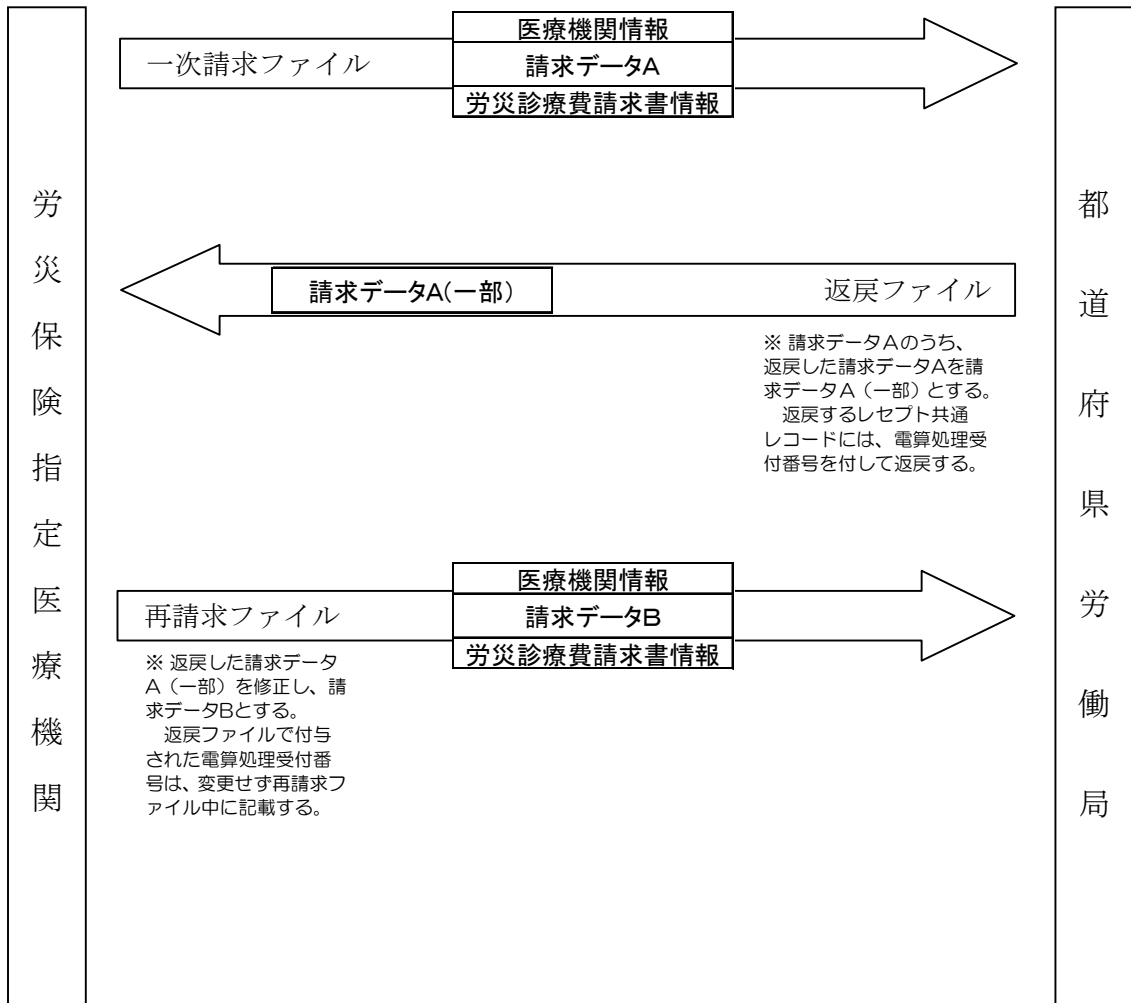 医療機関情報
一次請求ファイル
請求データA
労災診療費請求書情報
労災保険指定医療機関
都道府県労働局
請求データA(一部)
返戻ファイル
※ 請求データAのうち、
返戻した請求データAを請
求データA（一部）とする。
返戻するレセプト共通
レコードには、電算処理受
付番号を付して返戻する。
医療機関情報
再請求ファイル
請求データB
労災診療費請求書情報
※ 返戻した請求データ
A（一部）を修正し、請
求データBとする。
返戻ファイルで付与
された電算処理受付番
号は、変更せず再請求フ
ァイル中に記載する。